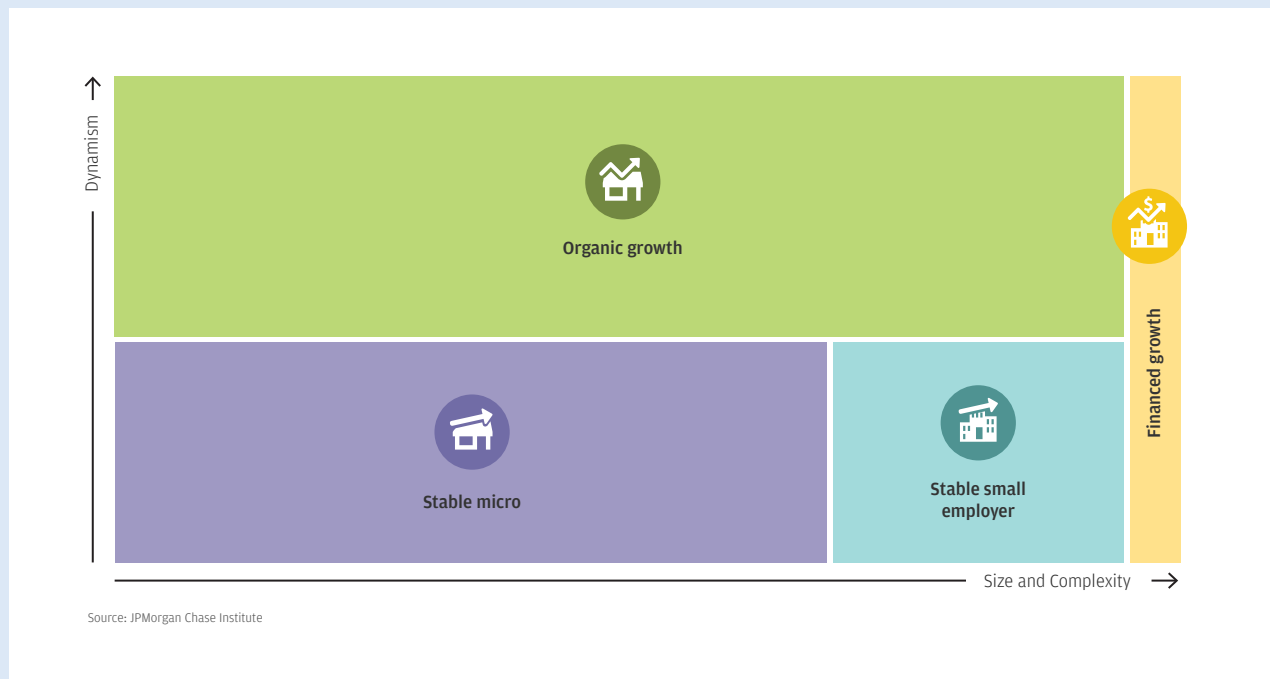 Dynamism
Organic growth
$
Financed growth
Stable micro
Stable small
employer
Size and Complexity
Source: JPMorgan Chase Institute